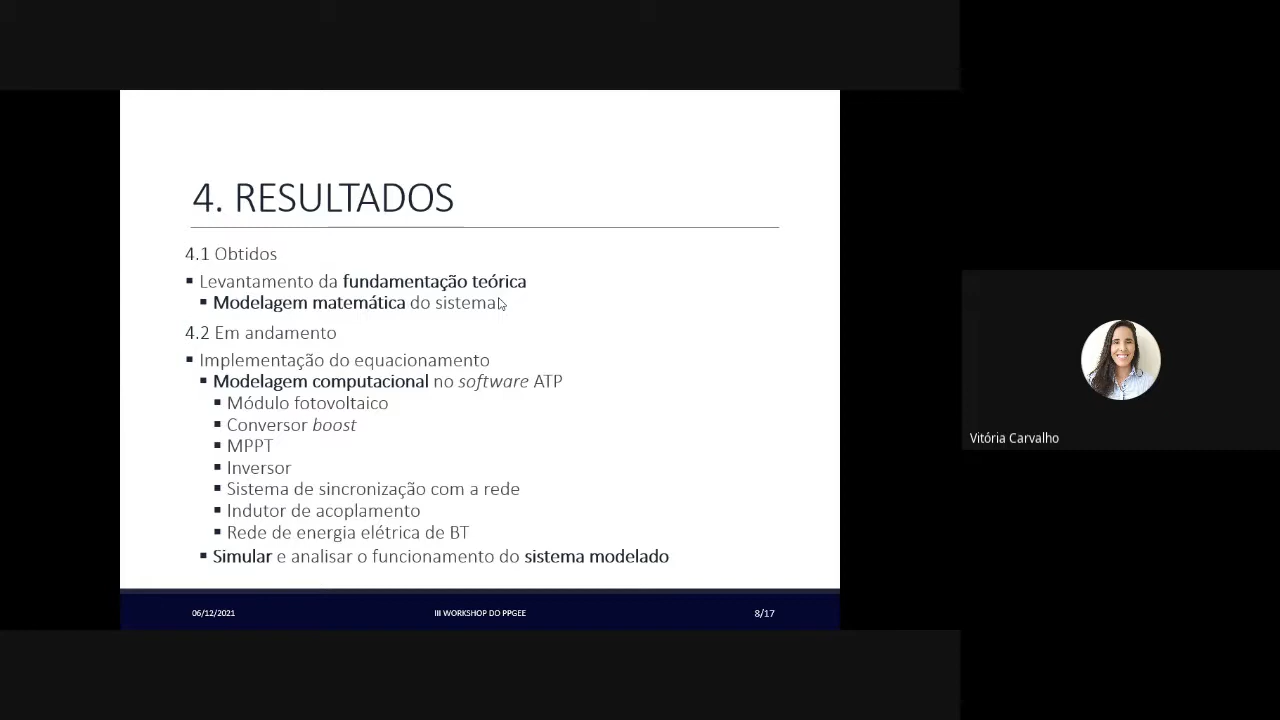 4. RESULTADOS
4.1 Obtidos
▪ Levantamento da fundamentação teórica
▪ Modelagem matemática do sistema
4.2 Em andamento
▪ Implementação do equacionamento
▪ Modelagem computacional no software ATP
▪ Módulo fotovoltaico
▪ Conversor boost
▪ MPPT
▪ Inversor
▪ Sistema de sincronização com a rede
▪ Indutor de acoplamento
▪ Rede de energia elétrica de BT
▪ Simular e analisar o funcionamento do sistema modelado
06/12/2021
III WORKSHOP DO PPGEE
8/17
Vitória Carvalho